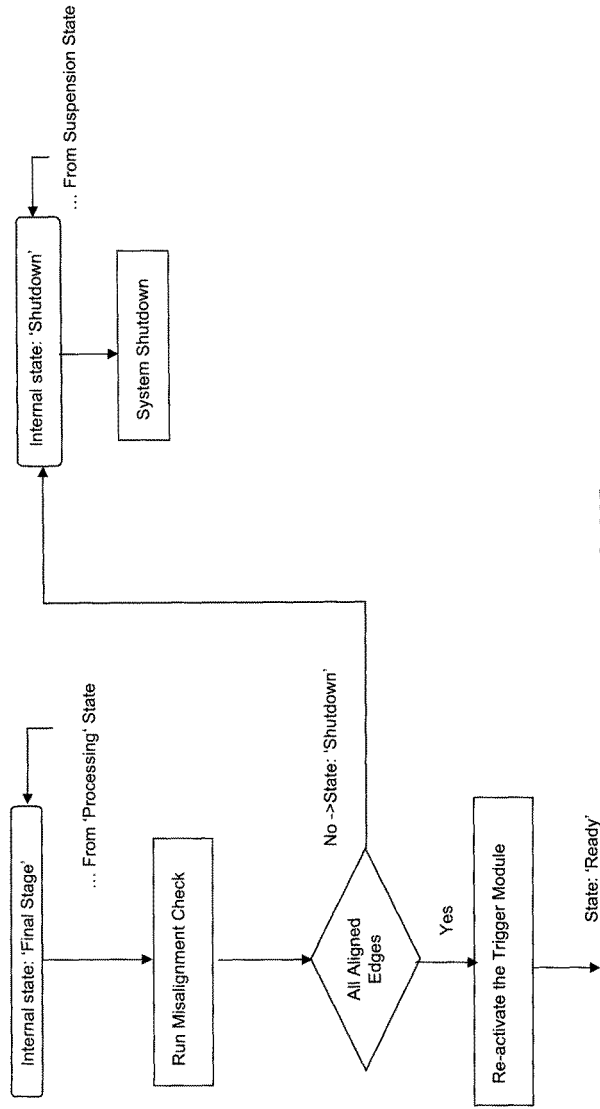 Internal state: 'Final Stage'
... From 'Processing' State
Run Misalignment Check
All Aligned
Edges
No ->State: 'Shutdown'
Yes
Re-activate the Trigger Module
State: 'Ready'
Internal state: 'Shutdown'
... From Suspension State
System Shutdown